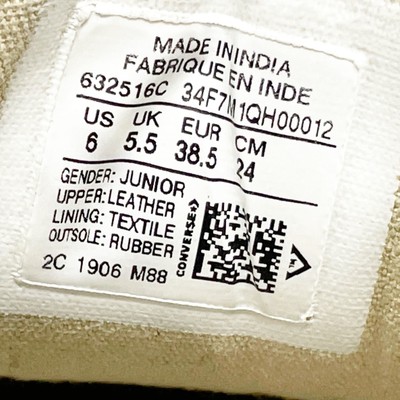 MADE IN INDIA
FABRIQUE EN INDE
632516C 34F7M1QH00012
US UK EUR CM
6 5.5 38.5 24
GENDER: JUNIOR
UPPER: LEATHER
LINING: TEXTILE
OUTSOLE: RUBBER
2C 1906 M88
CONVERSE